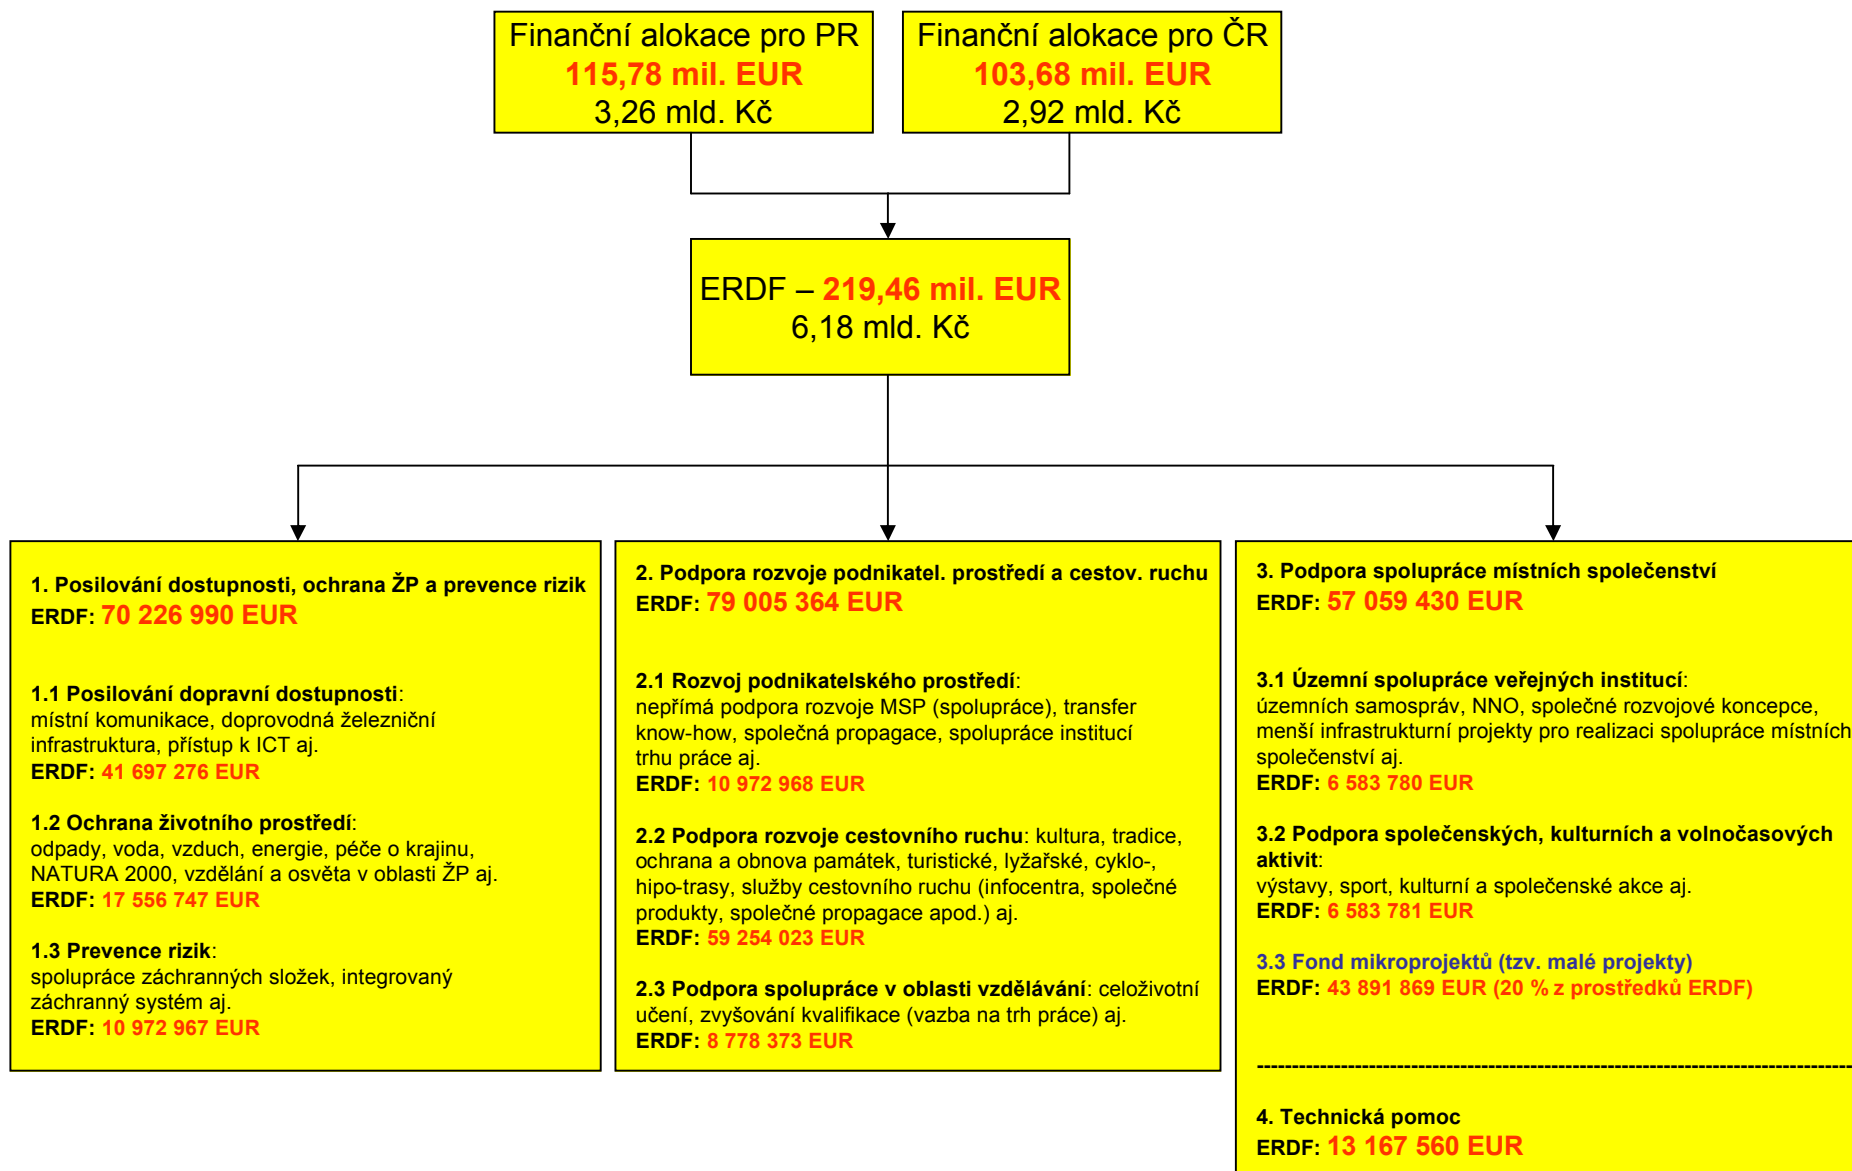 Finanční alokace pro PR
115,78 mil. EUR
3,26 mld. Kč
Finanční alokace pro ČR
103,68 mil. EUR
2,92 mld. Kč
ERDF – 219,46 mil. EUR
6,18 mld. Kč
1. Posilování dostupnosti, ochrana ŽP a prevence rizik
ERDF: 70 226 990 EUR
1.1 Posilování dopravní dostupnosti:
místní komunikace, doprovodná železniční
infrastruktura, přístup k ICT aj.
ERDF: 41 697 276 EUR
1.2 Ochrana životního prostředí:
odpady, voda, vzduch, energie, péče o krajinu,
NATURA 2000, vzdělání a osvěta v oblasti ŽP aj.
ERDF: 17 556 747 EUR
1.3 Prevence rizik:
spolupráce záchranných složek, integrovaný
záchranný systém aj.
ERDF: 10 972 967 EUR
2. Podpora rozvoje podnikatel. prostředí a cestov. ruchu
ERDF: 79 005 364 EUR
2.1 Rozvoj podnikatelského prostředí:
nepřímá podpora rozvoje MSP (spolupráce), transfer
know-how, společná propagace, spolupráce institucí
trhu práce aj.
ERDF: 10 972 968 EUR
2.2 Podpora rozvoje cestovního ruchu: kultura, tradice,
ochrana a obnova památek, turistické, lyžařské, cyklo-,
hipo-trasy, služby cestovního ruchu (infocentra, společné
produkty, společné propagace apod.) aj.
ERDF: 59 254 023 EUR
2.3 Podpora spolupráce v oblasti vzdělávání: celoživotní
učení, zvyšování kvalifikace (vazba na trh práce) aj.
ERDF: 8 778 373 EUR
3. Podpora spolupráce místních společenství
ERDF: 57 059 430 EUR
3.1 Územní spolupráce veřejných institucí:
územních samospráv, NNO, společné rozvojové koncepce,
menší infrastrukturní projekty pro realizaci spolupráce místních
společenství aj.
ERDF: 6 583 780 EUR
3.2 Podpora společenských, kulturních a volnočasových
aktivit:
výstavy, sport, kulturní a společenské akce aj.
ERDF: 6 583 781 EUR
3.3 Fond mikroprojektů (tzv. malé projekty)
ERDF: 43 891 869 EUR (20 % z prostředků ERDF)
4. Technická pomoc
ERDF: 13 167 560 EUR